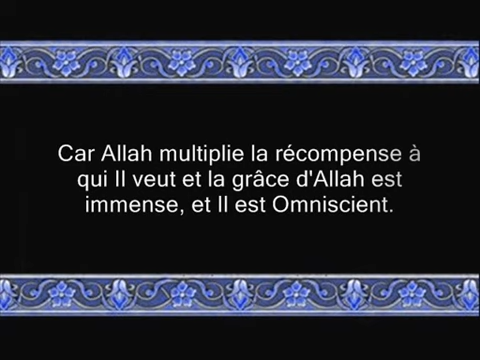 Car Allah multiplie la récompense à
qui Il veut et la grâce d'Allah est
immense, et Il est Omniscient.